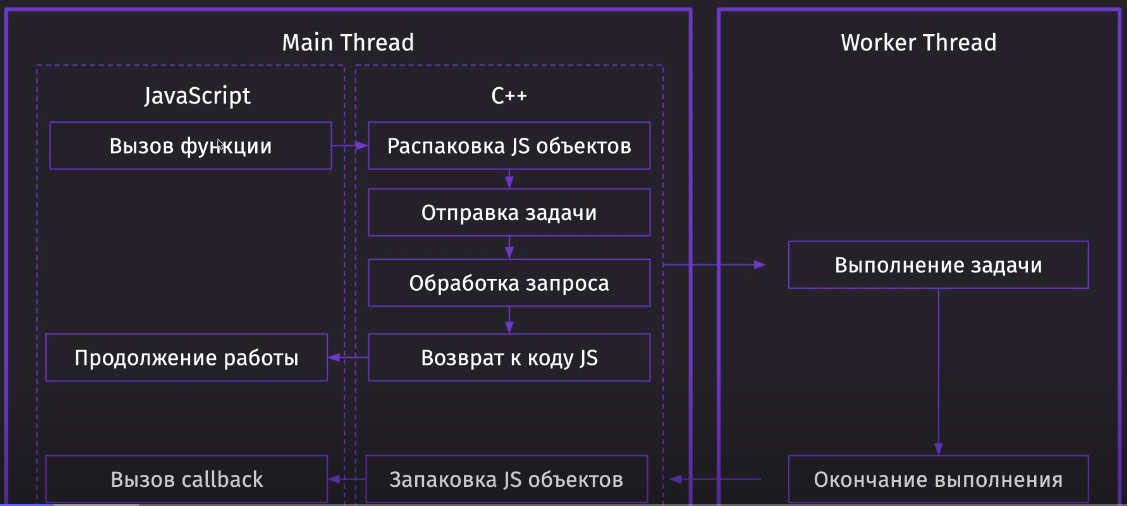 Main Thread
Worker Thread
JavaScript
C++
Вызов функции
Распаковка JS объектов
Отправка задачи
Выполнение задачи
Обработка запроса
Продолжение работы
Возврат к коду JS
Вызов callback
Запаковка JS объектов
Окончание выполнения